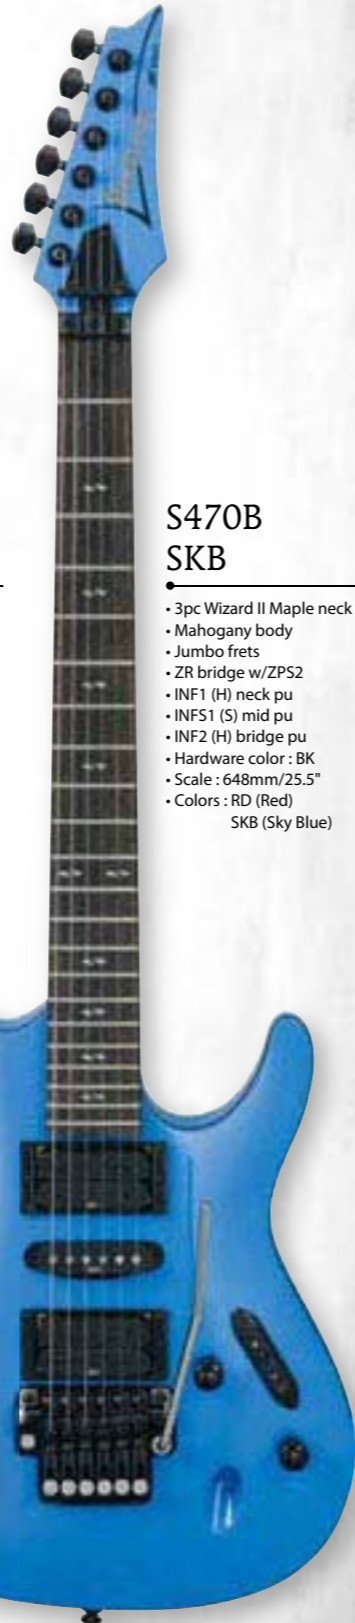 S470B
SKB
• 3pc Wizard II Maple neck
• Mahogany body
• Jumbo frets
• ZR bridge w/ZPS2
• INF1 (H) neck pu
• INFS1 (S) mid pu
• INF2 (H) bridge pu
• Hardware color : BK
• Scale : 648mm/25.5"
• Colors : RD (Red)
SKB (Sky Blue)